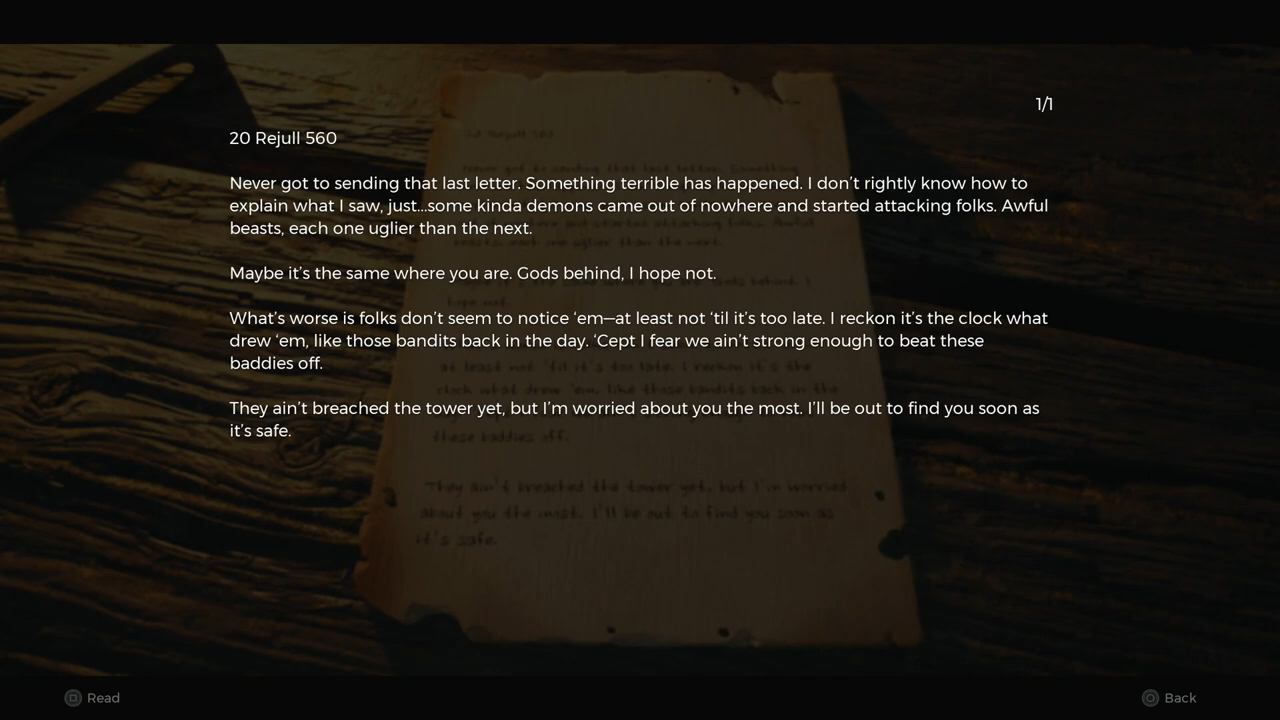 1/1
20 Rejull 560
Never got to sending that last letter. Something terrible has happened. I don’t rightly know how to
explain what I saw, just...some kinda demons came out of nowhere and started attacking folks. Awful
beasts, each one uglier than the next.
Maybe it’s the same where you are. Gods behind, I hope not.
What’s worse is folks don’t seem to notice ‘em—at least not ‘til it’s too late. I reckon it’s the clock what
drew ‘em, like those bandits back in the day. ‘Cept I fear we ain’t strong enough to beat these
baddies off.
They ain’t breached the tower yet, but I’m worried about you the most. I’ll be out to find you soon as
it’s safe.
Read
Back